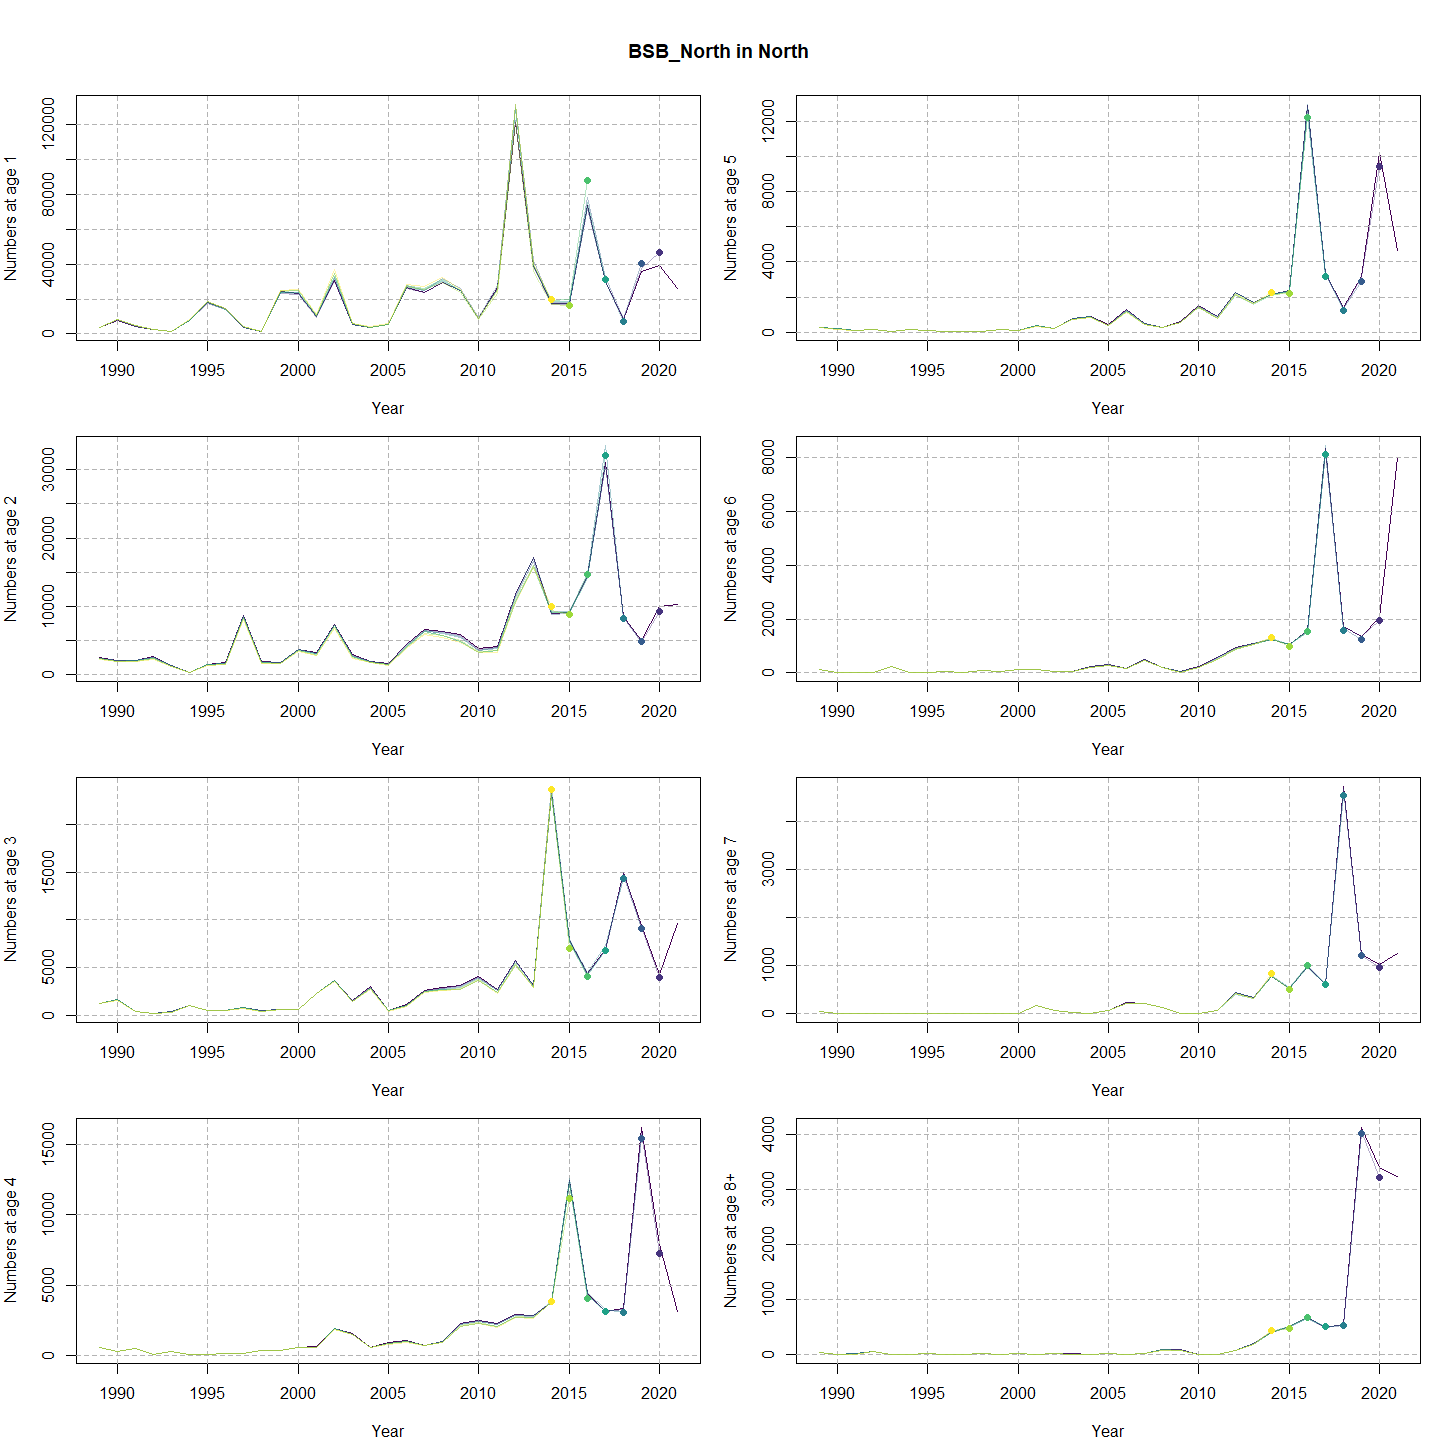 BSB_North in North
Numbers at age 1
0 40000 80000 120000
1990 1995 2000 2005 2010 2015 2020
Year
Numbers at age 5
0 4000 8000 12000
1990 1995 2000 2005 2010 2015 2020
Year
Numbers at age 2
0 10000 20000 30000
1990 1995 2000 2005 2010 2015 2020
Year
Numbers at age 6
0 2000 4000 6000 8000
1990 1995 2000 2005 2010 2015 2020
Year
Numbers at age 3
0 5000 15000
1990 1995 2000 2005 2010 2015 2020
Year
Numbers at age 7
0 1000 3000
1990 1995 2000 2005 2010 2015 2020
Year
Numbers at age 4
0 5000 10000 15000
1990 1995 2000 2005 2010 2015 2020
Year
Numbers at age 8+
0 1000 2000 3000 4000
1990 1995 2000 2005 2010 2015 2020
Year